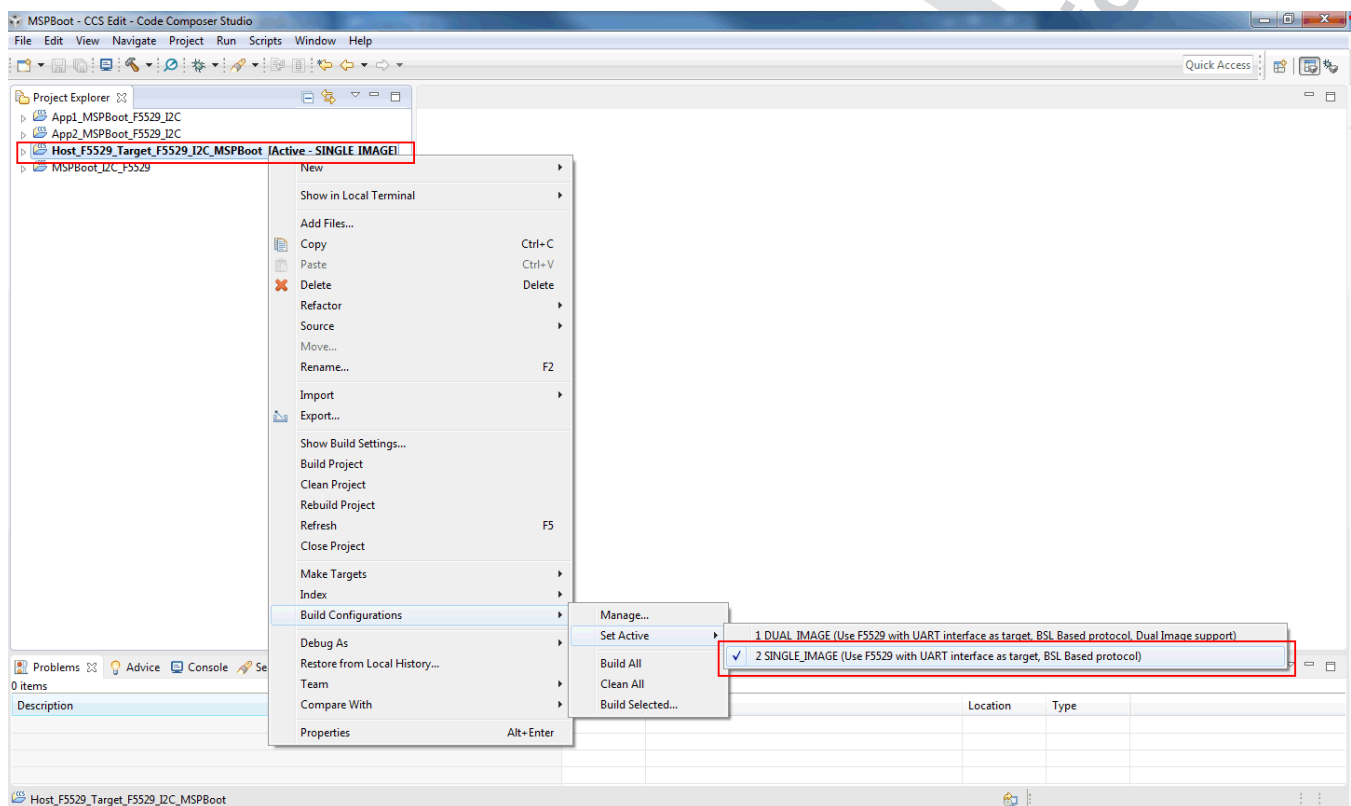 MSPBoot - CCS Edit - Code Composer Studio
File Edit View Navigate Project Run Scripts Window Help
Quick Access
Project Explorer
App1_MSPBoot_F5529_I2C
App2_MSPBoot_F5529_I2C
Host_F5529_Target_F5529_I2C_MSPBoot [Active - SINGLE_IMAGE]
MSPBoot_I2C_F5529
New
Show in Local Terminal
Add Files...
Copy Ctrl+C
Paste Ctrl+V
Delete Delete
Refactor
Source
Move...
Rename... F2
Import
Export...
Show Build Settings...
Build Project
Clean Project
Rebuild Project
Refresh F5
Close Project
Make Targets
Index
Build Configurations
Manage...
Debug As
Set Active
1 DUAL_IMAGE (Use F5529 with UART interface as target, BSL Based protocol, Dual Image support)
2 SINGLE_IMAGE (Use F5529 with UART interface as target, BSL Based protocol)
Restore from Local History...
Build All
Team
Clean All
Compare With
Build Selected...
Properties Alt+Enter
Problems Advice Console Se
0 items
Description Location Type
Host_F5529_Target_F5529_I2C_MSPBoot